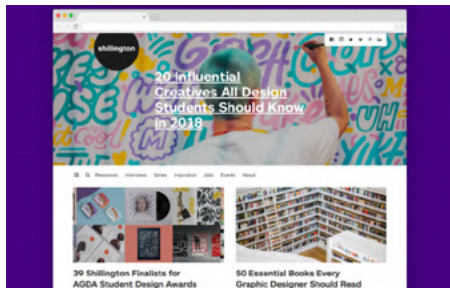 shillington
20 Influential
Creatives All Design
Students Should Know
in 2018
Resources Interviews Series Inspiration Jobs Events About
39 Shillington Finalists for
AGDA Student Design Awards
50 Essential Books Every
Graphic Designer Should Read